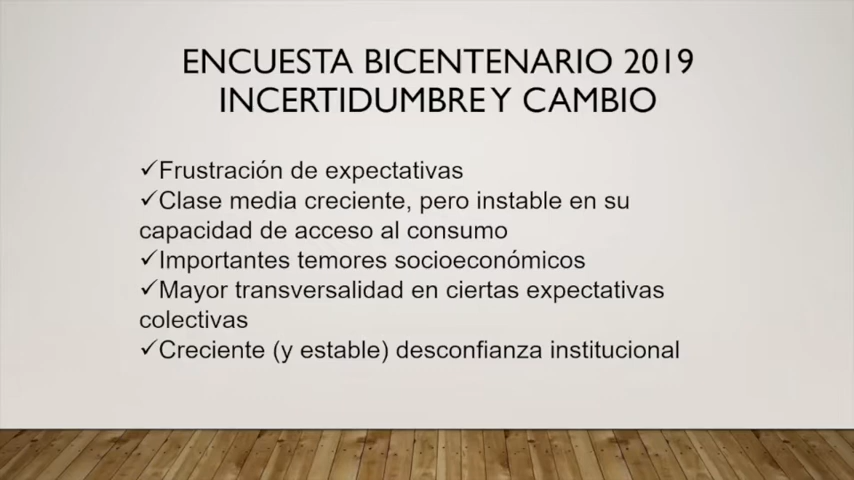 ENCUESTA BICENTENARIO 2019
INCERTIDUMBRE Y CAMBIO
✓Frustración de expectativas
✓Clase media creciente, pero instable en su
capacidad de acceso al consumo
✓Importantes temores socioeconómicos
✓Mayor transversalidad en ciertas expectativas
colectivas
✓Creciente (y estable) desconfianza institucional